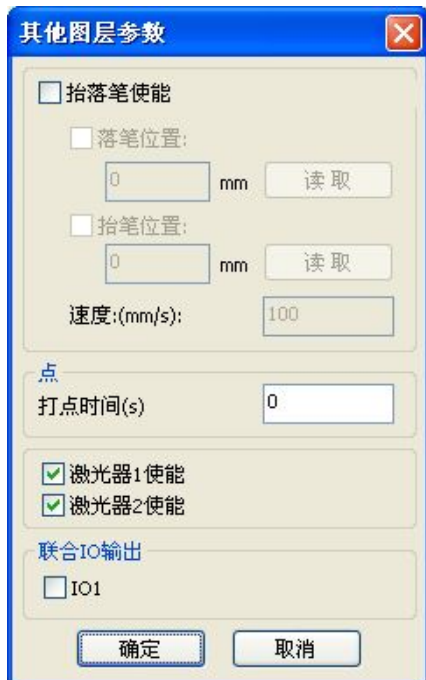 其他图层参数
抬落笔使能
落笔位置:
0 mm 读取
抬笔位置:
0 mm 读取
速度:(mm/s): 100
点
打点时间(s) 0
激光器1使能
激光器2使能
联合IO输出
IO1
确定 取消